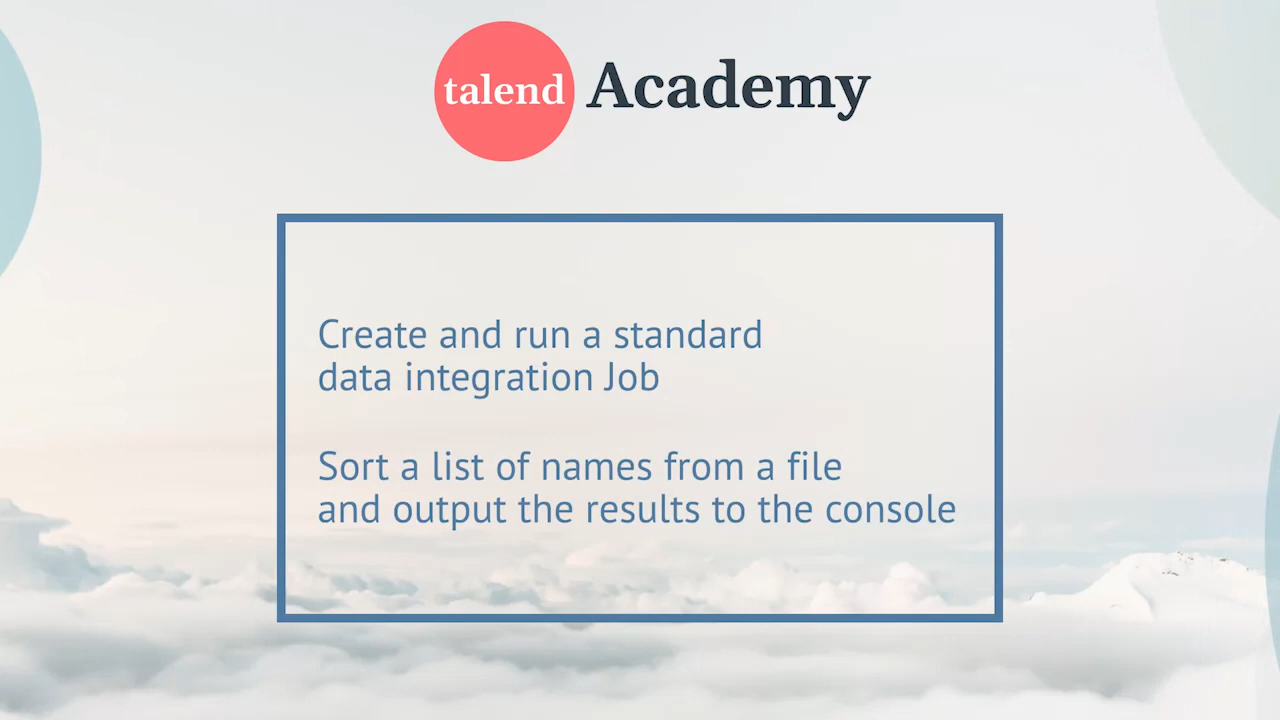 talend Academy
Create and run a standard
data integration Job
Sort a list of names from a file
and output the results to the console